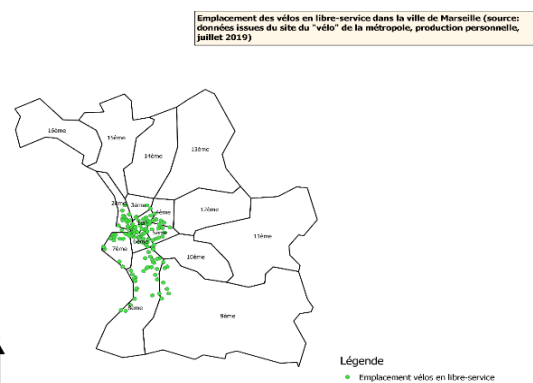 Emplacement des vélos en libre-service dans la ville de Marseille (source:
données issues du site du "vélo" de la métropole, production personnelle,
juillet 2019)
16ème
15ème
14ème
13ème
2ème
3ème
4ème
12ème
11ème
7ème
10ème
8ème
9ème
Légende
Emplacement vélos en libre-service